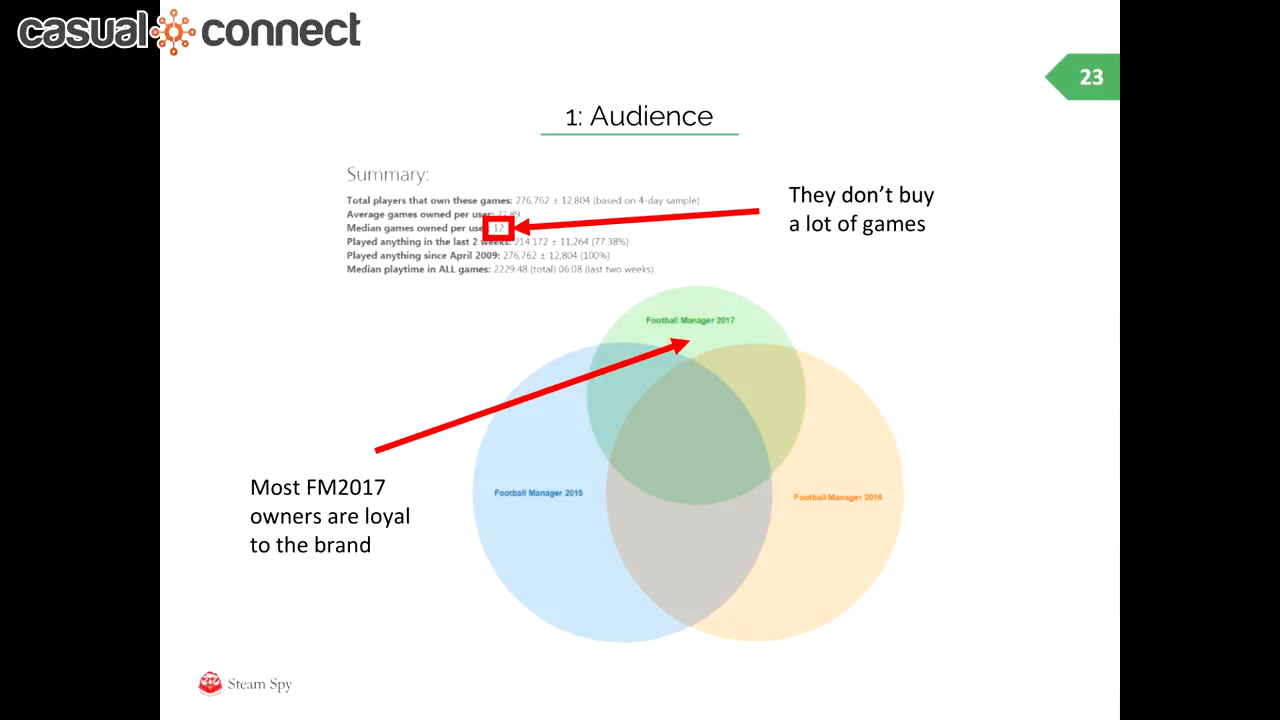 casual connect
23
1: Audience
Summary:
Total players that own these games: 276,762 ± 12,804 (based on 4-day sample)
Average games owned per user:
Median games owned per user: 12
Played anything in the last 2 weeks: 214,172 ± 11,264 (77.38%)
Played anything since April 2009: 276,762 ± 12,804 (100%)
Median playtime in ALL games: 2229:48 (total) 06:08 (last two weeks)
They don't buy
a lot of games
Football Manager 2017
Most FM2017
owners are loyal
to the brand
Football Manager 2015
Football Manager 2016
Steam Spy